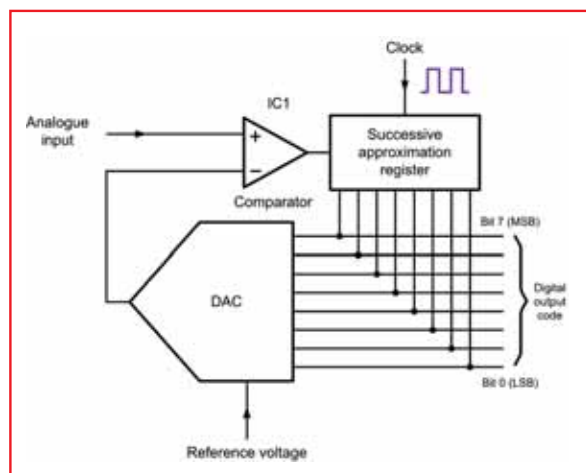 Clock
IC1
Analogue
input
+
−
Successive
approximation
register
Comparator
Bit 7 (MSB)
DAC
Digital
output
code
Bit 0 (LSB)
Reference voltage